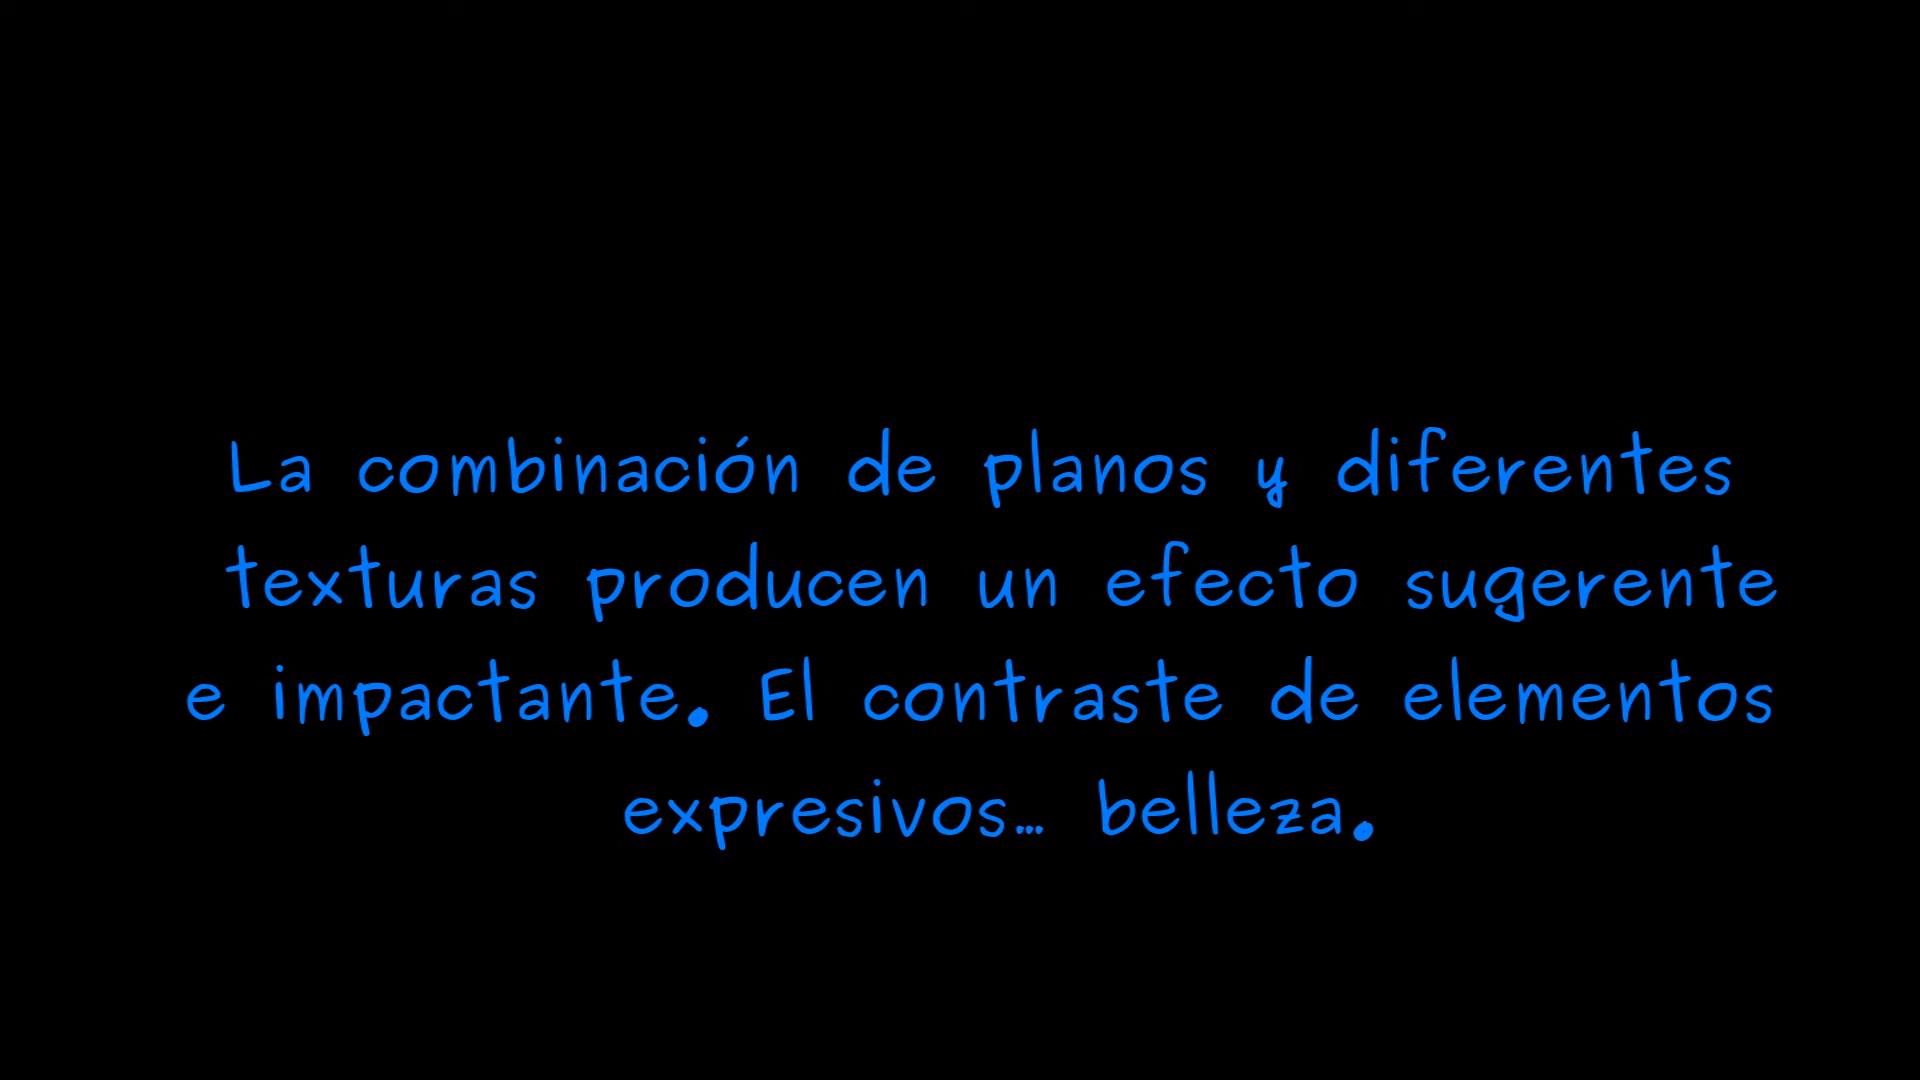 La combinación de planos y diferentes
texturas producen un efecto sugerente
e impactante. El contraste de elementos
expresivos... belleza.